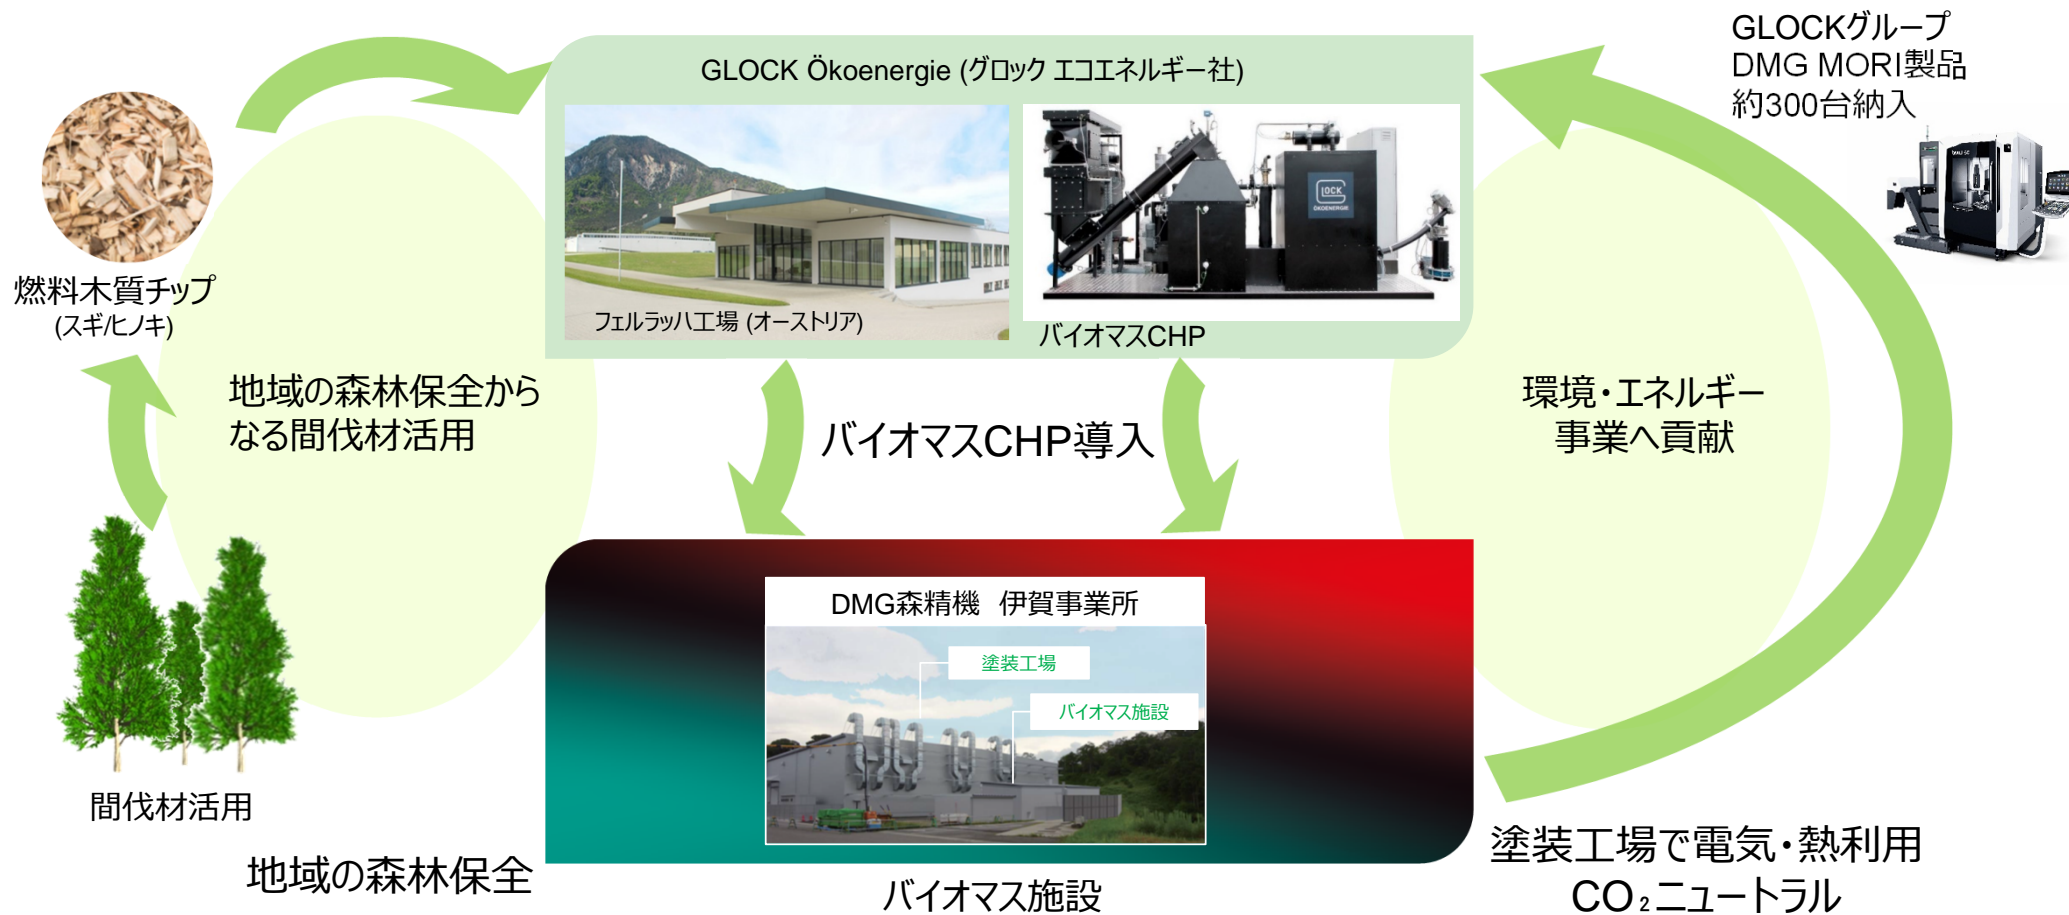 GLOCK Ökoenergie (グロック エコエネルギー社)
GLOCKグループ
DMG MORI製品
約300台納入
GLOCK
ÖKOENERGIE
フェルラッハ工場 (オーストリア)
バイオマスCHP
燃料木質チップ
(スギ/ヒノキ)
地域の森林保全から
なる間伐材活用
バイオマスCHP導入
環境・エネルギー
事業へ貢献
DMG森精機 伊賀事業所
塗装工場
バイオマス施設
間伐材活用
地域の森林保全
バイオマス施設
塗装工場で電気・熱利用
CO₂ニュートラル